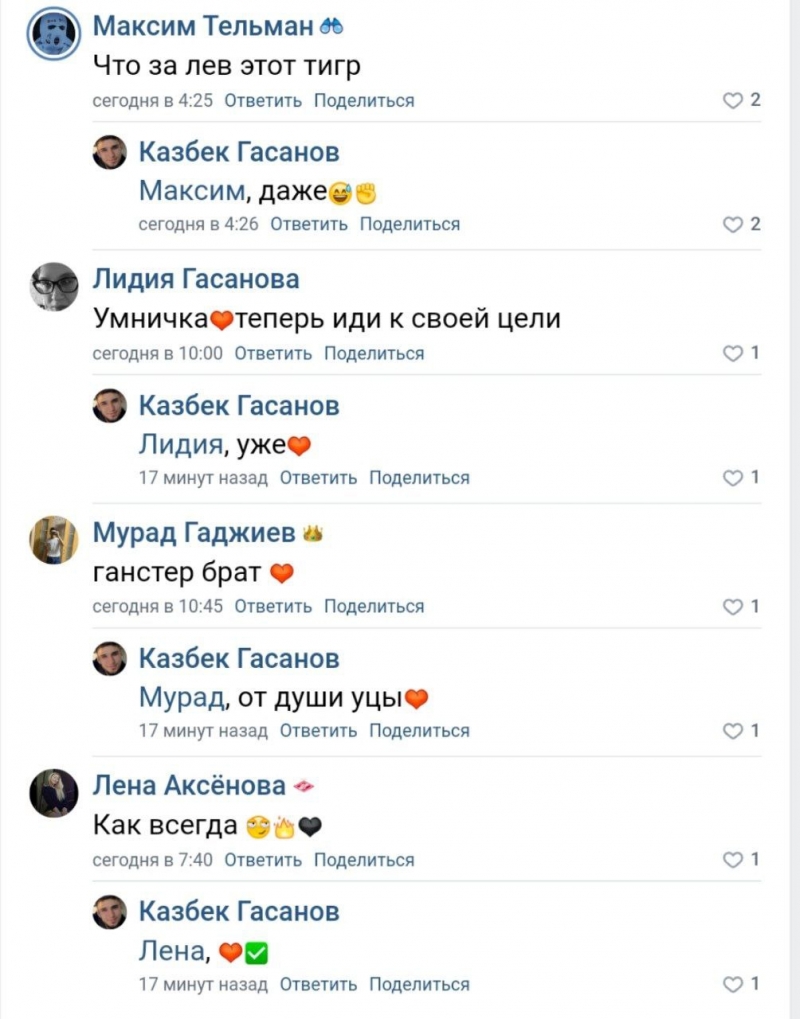 Максим Тельман
Что за лев этот тигр
сегодня в 4:25 Ответить Поделиться 2
Казбек Гасанов
Максим, даже😅✊
сегодня в 4:26 Ответить Поделиться 2
Лидия Гасанова
Умничка❤теперь иди к своей цели
сегодня в 10:00 Ответить Поделиться 1
Казбек Гасанов
Лидия, уже❤
17 минут назад Ответить Поделиться 1
Мурад Гаджиев
ганстер брат ❤
сегодня в 10:45 Ответить Поделиться 1
Казбек Гасанов
Мурад, от души уцы❤
17 минут назад Ответить Поделиться 1
Лена Аксёнова
Как всегда 🙄🔥🖤
сегодня в 7:40 Ответить Поделиться 1
Казбек Гасанов
Лена, ❤✅
17 минут назад Ответить Поделиться 1